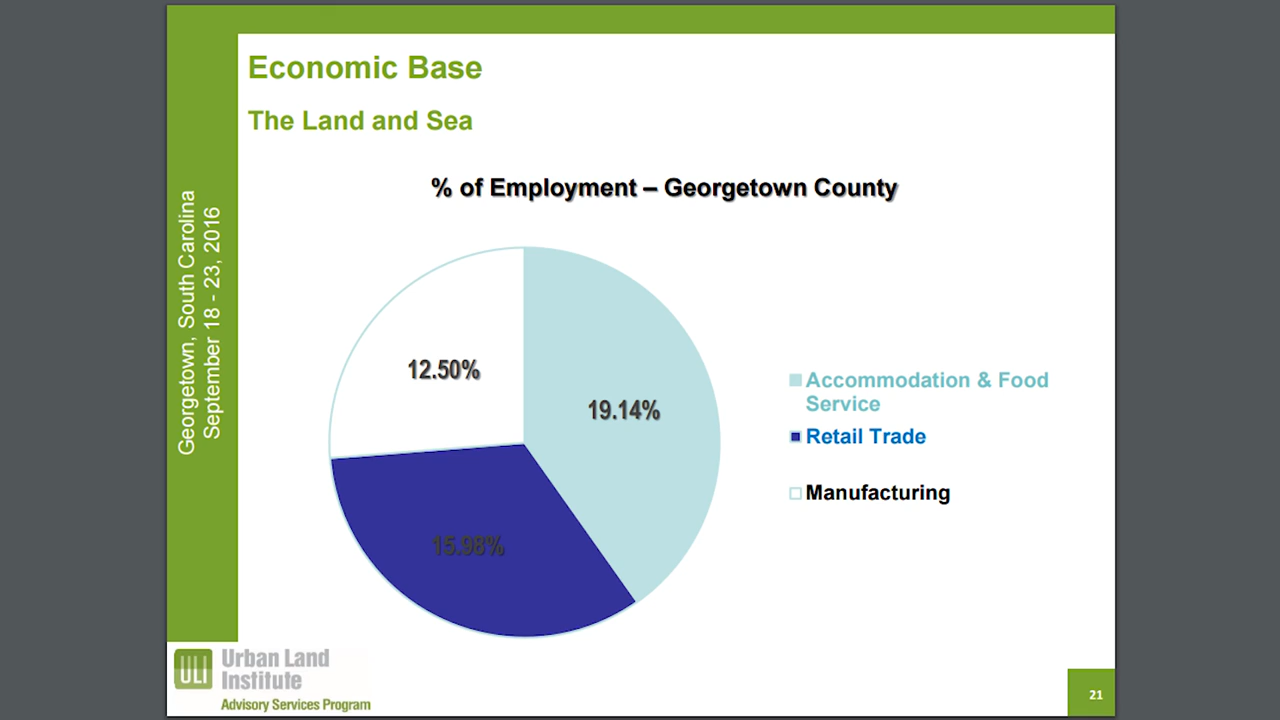 Economic Base
The Land and Sea
% of Employment – Georgetown County
12.50%
19.14%
15.98%
Accommodation & Food
Service
Retail Trade
Manufacturing
Georgetown, South Carolina
September 18 - 23, 2016
ULI
Urban Land
Institute
Advisory Services Program
21